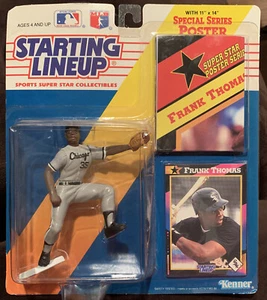 AGES 4 AND UP
WITH 11" x 14"
SPECIAL SERIES
POSTER
STARTING
LINEUP
SPORTS SUPER STAR COLLECTIBLES
SUPER STAR
POSTER SERIES
FRANK THOMAS
Chicago
35
FRANK THOMAS
Kenner